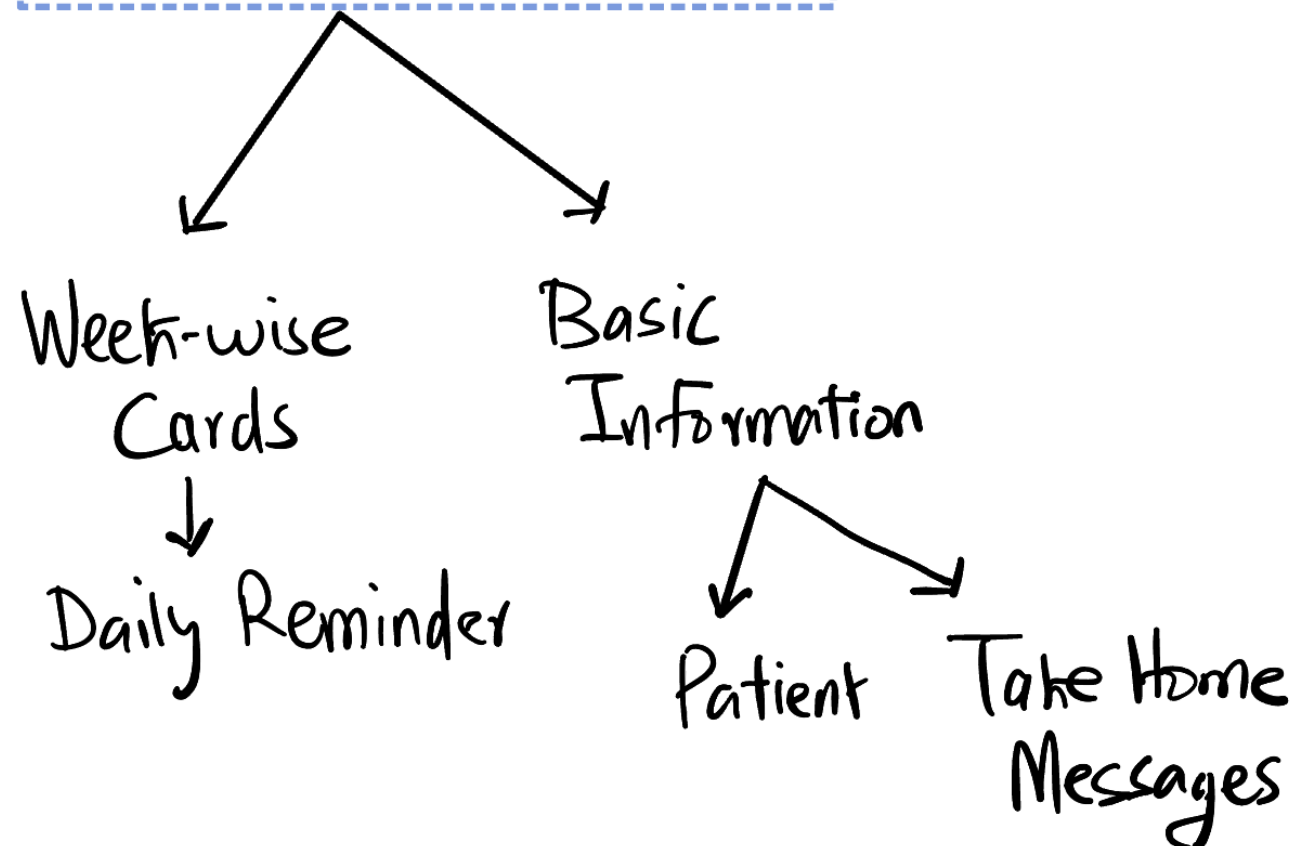 Week-wise
Cards
Basic
Information
Daily Reminder
Patient
Take Home
Messages